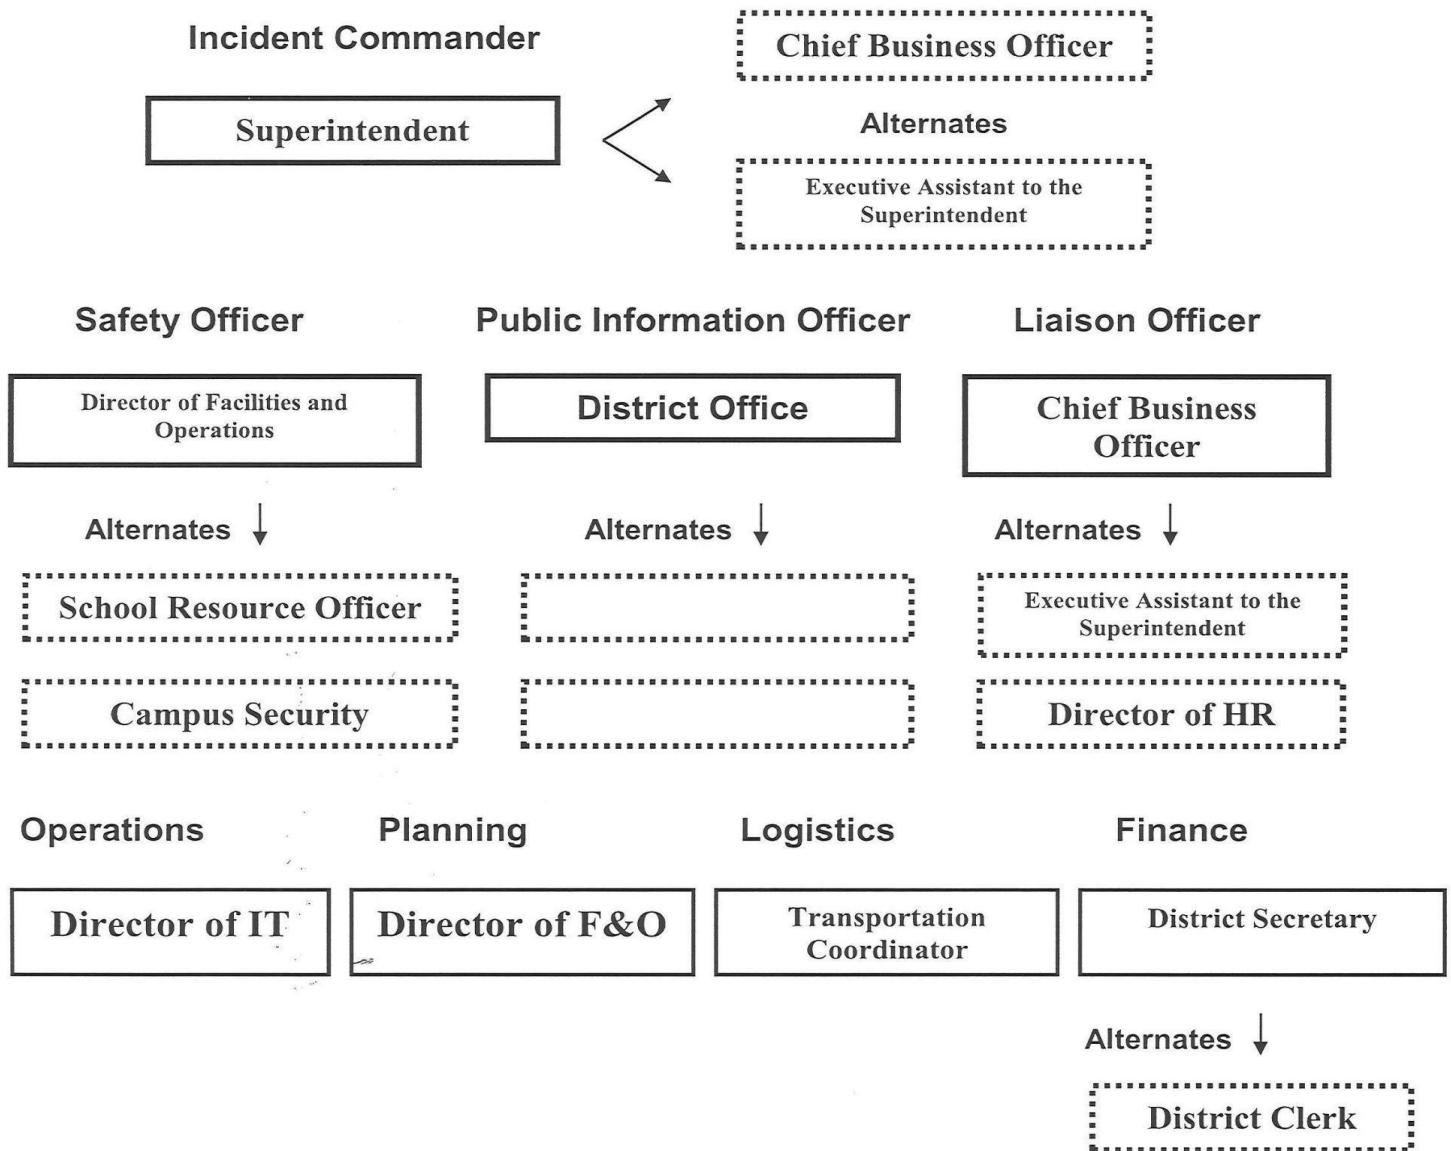 Incident Commander
Chief Business Officer
Superintendent
Alternates
Executive Assistant to the
Superintendent
Safety Officer
Public Information Officer
Liaison Officer
Director of Facilities and
Operations
District Office
Chief Business
Officer
Alternates
Alternates
Alternates
School Resource Officer
Executive Assistant to the
Superintendent
Campus Security
Director of HR
Operations
Planning
Logistics
Finance
Director of IT
Director of F&O
Transportation
Coordinator
District Secretary
Alternates
District Clerk